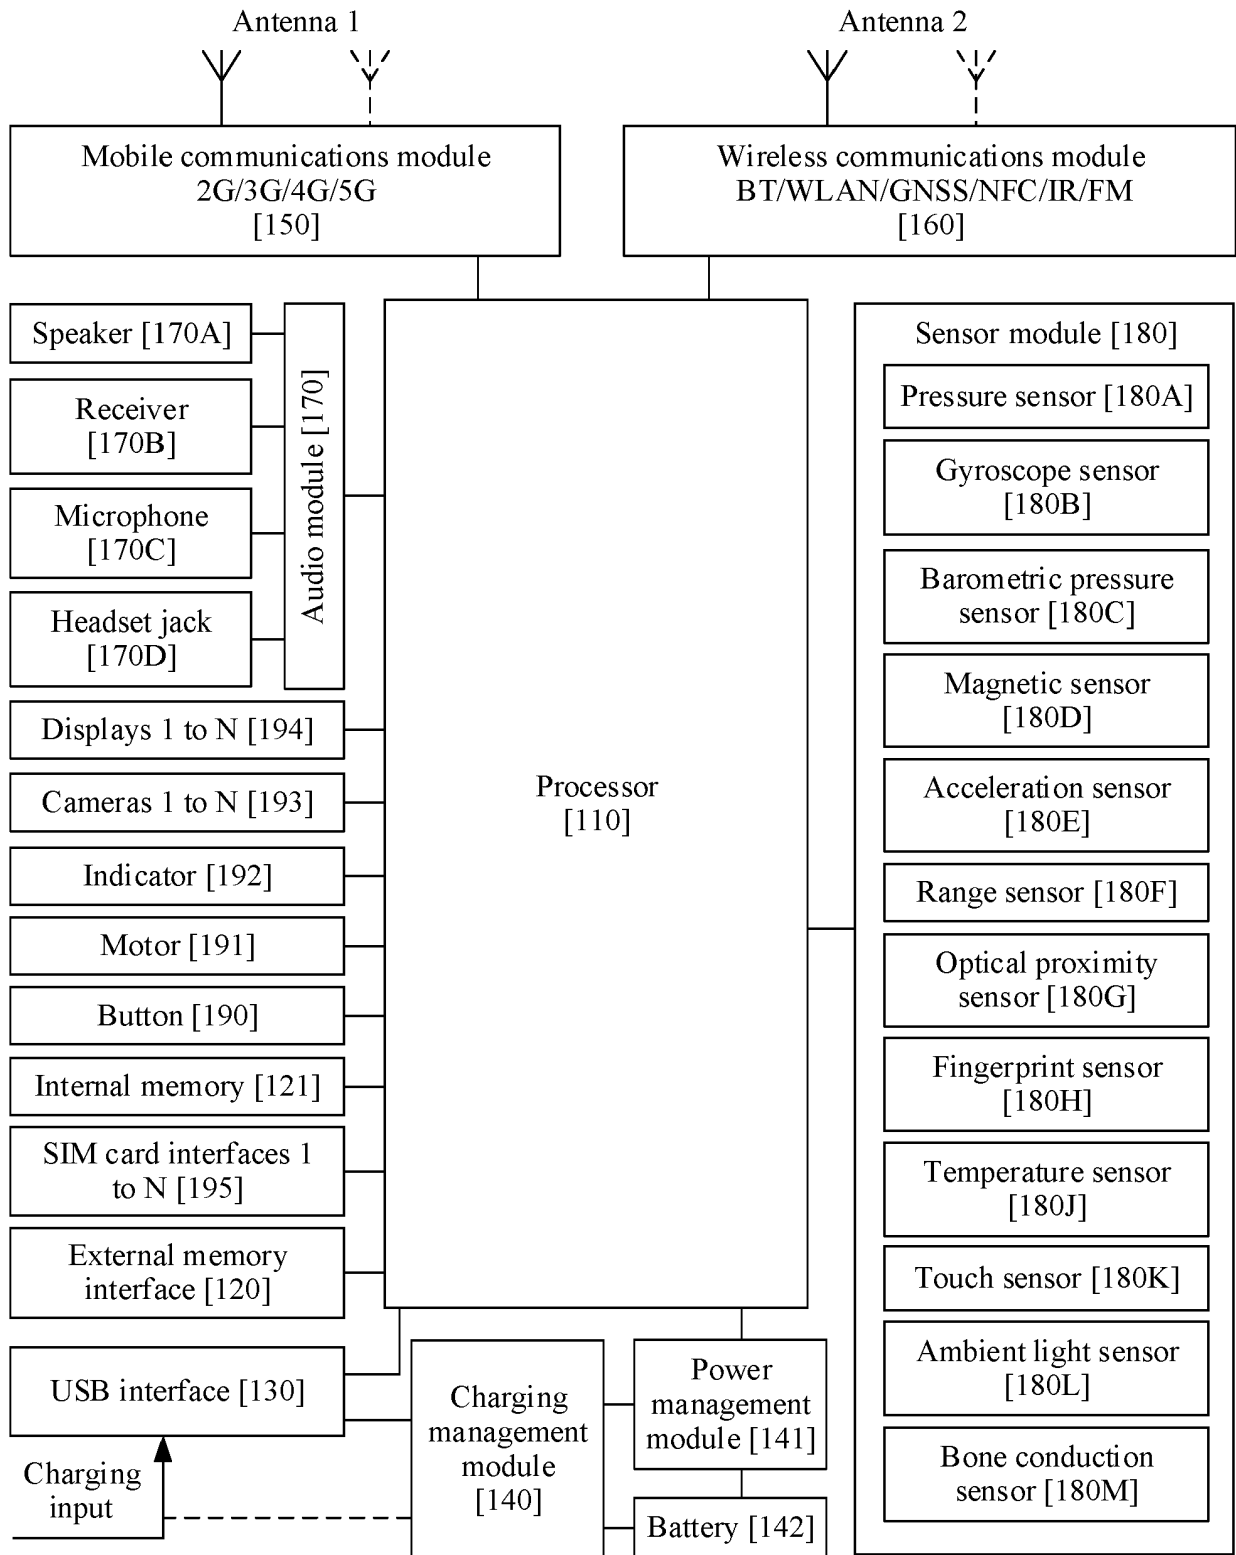 Antenna 1
Antenna 2
Mobile communications module
2G/3G/4G/5G
[150]
Wireless communications module
BT/WLAN/GNSS/NFC/IR/FM
[160]
Speaker [170A]
Receiver
[170B]
Microphone
[170C]
Headset jack
[170D]
Audio module [170]
Displays 1 to N [194]
Cameras 1 to N [193]
Indicator [192]
Motor [191]
Button [190]
Internal memory [121]
SIM card interfaces 1
to N [195]
External memory
interface [120]
USB interface [130]
Charging
input
Processor
[110]
Charging
management
module
[140]
Power
management
module [141]
Battery [142]
Sensor module [180]
Pressure sensor [180A]
Gyroscope sensor
[180B]
Barometric pressure
sensor [180C]
Magnetic sensor
[180D]
Acceleration sensor
[180E]
Range sensor [180F]
Optical proximity
sensor [180G]
Fingerprint sensor
[180H]
Temperature sensor
[180J]
Touch sensor [180K]
Ambient light sensor
[180L]
Bone conduction
sensor [180M]